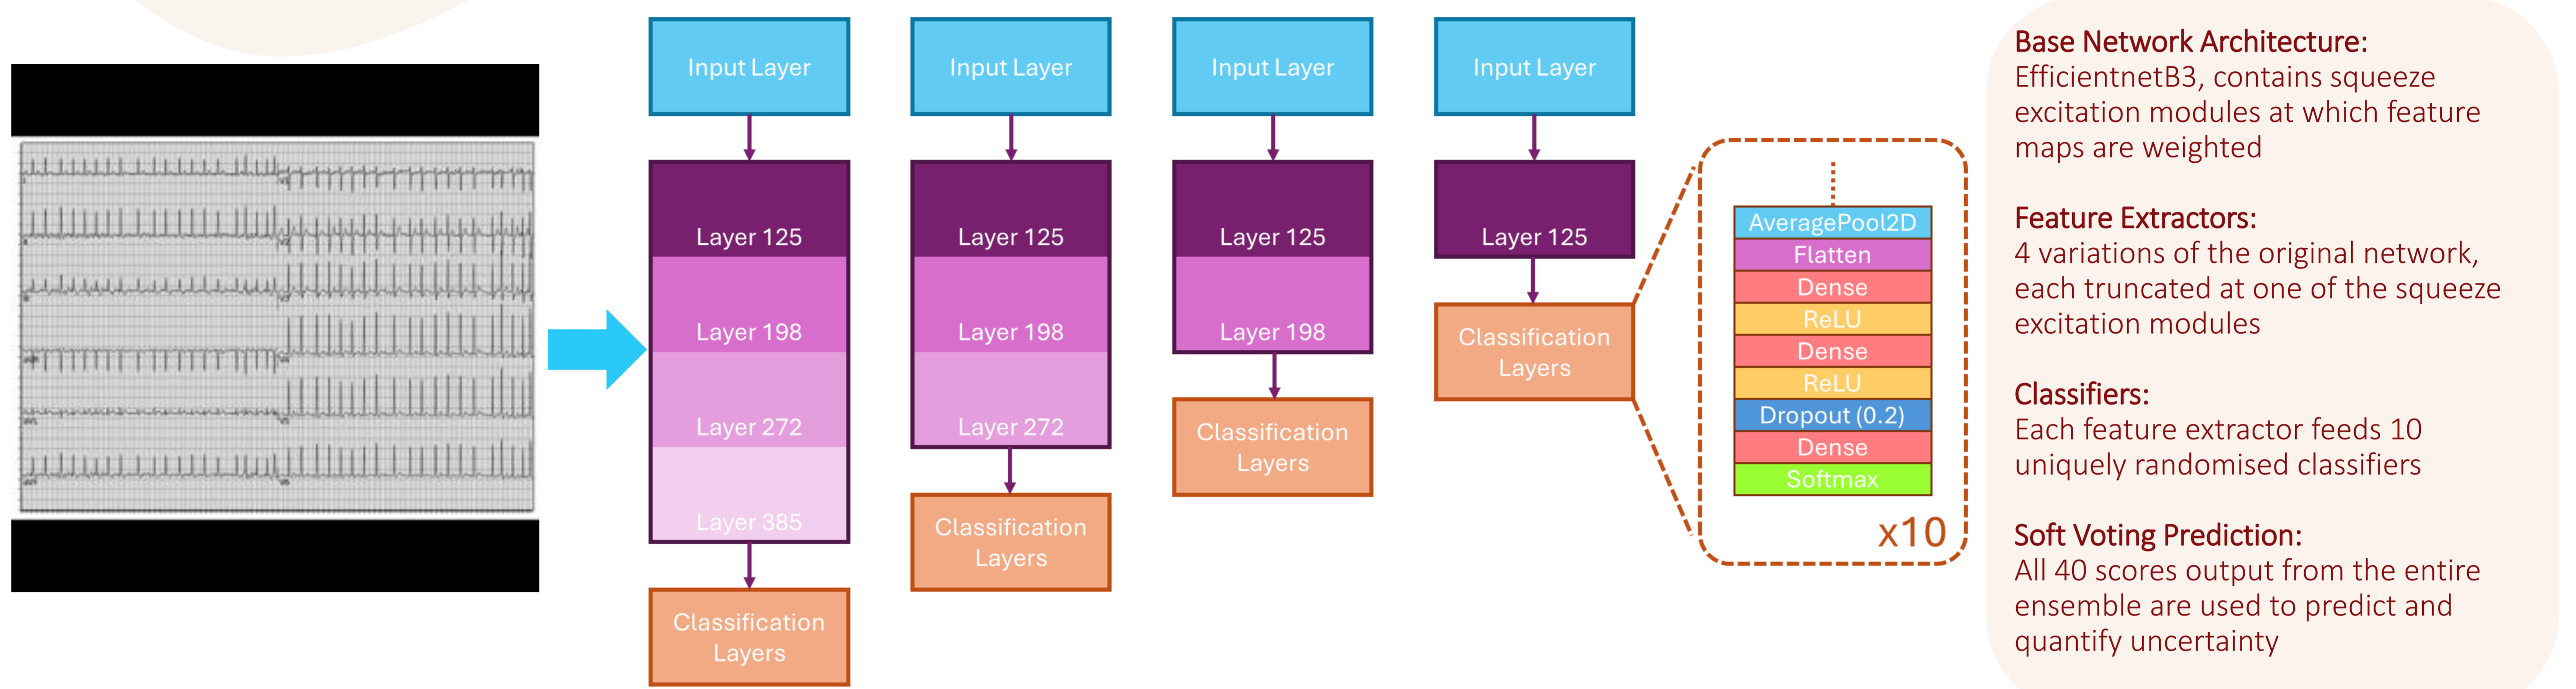 Input Layer
Layer 125
Layer 198
Layer 272
Layer 385
Classification
Layers
Input Layer
Layer 125
Layer 198
Layer 272
Classification
Layers
Input Layer
Layer 125
Layer 198
Classification
Layers
Input Layer
Layer 125
Classification
Layers
AveragePool2D
Flatten
Dense
ReLU
Dense
ReLU
Dropout (0.2)
Dense
Softmax
x10
Base Network Architecture:
EfficientnetB3, contains squeeze
excitation modules at which feature
maps are weighted
Feature Extractors:
4 variations of the original network,
each truncated at one of the squeeze
excitation modules
Classifiers:
Each feature extractor feeds 10
uniquely randomised classifiers
Soft Voting Prediction:
All 40 scores output from the entire
ensemble are used to predict and
quantify uncertainty